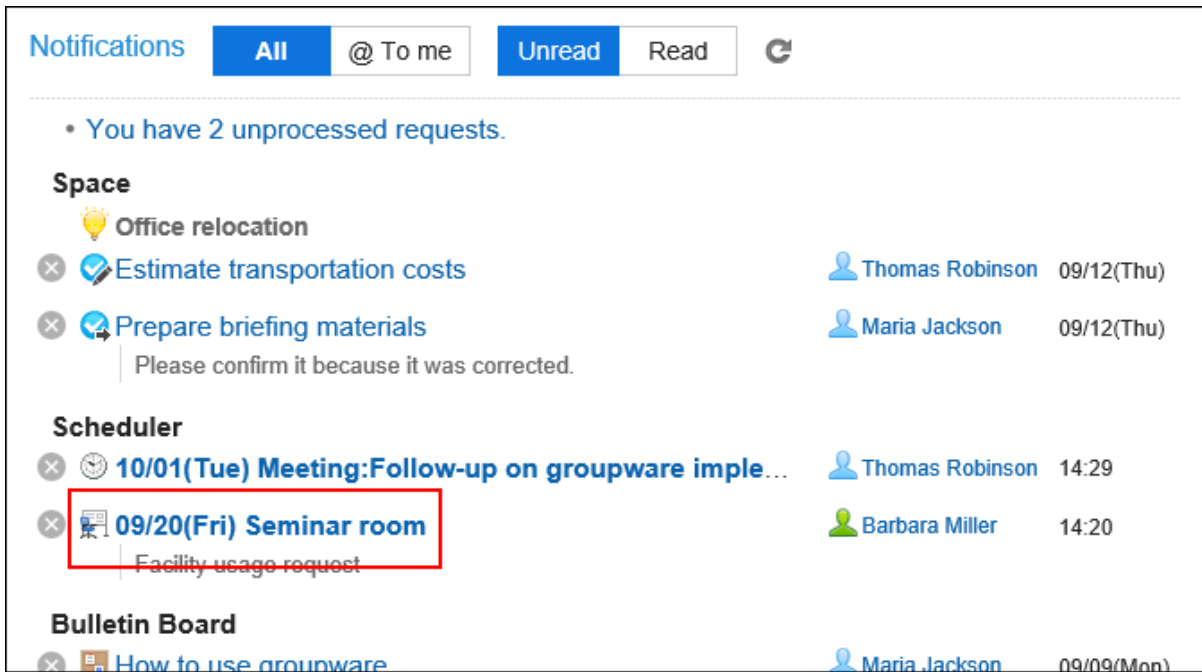 Notifications All @ To me Unread Read
• You have 2 unprocessed requests.
Space
Office relocation
Estimate transportation costs Thomas Robinson 09/12(Thu)
Prepare briefing materials Maria Jackson 09/12(Thu)
Please confirm it because it was corrected.
Scheduler
10/01(Tue) Meeting:Follow-up on groupware imple... Thomas Robinson 14:29
09/20(Fri) Seminar room Barbara Miller 14:20
Facility usage request
Bulletin Board
How to use groupware Maria Jackson 09/09(Mon)